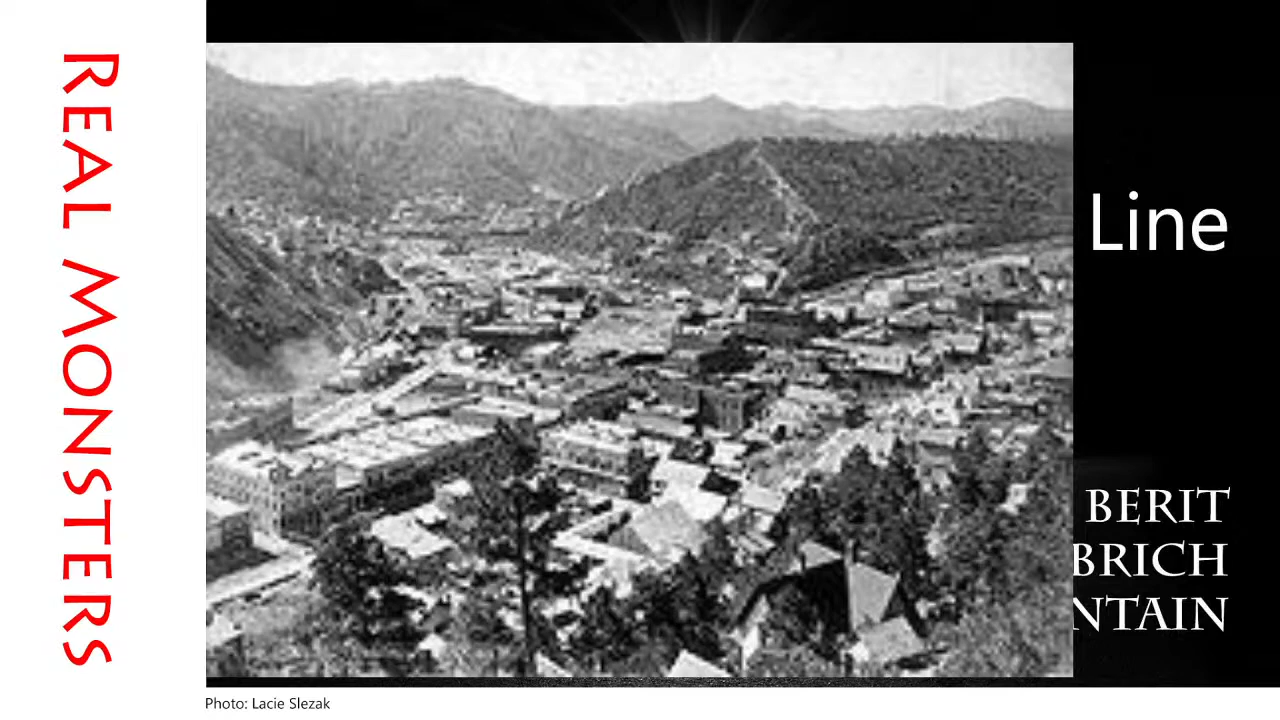 REAL MONSTERS
Line
BERIT
BRICH
NTAIN
Photo: Lacie Slezak